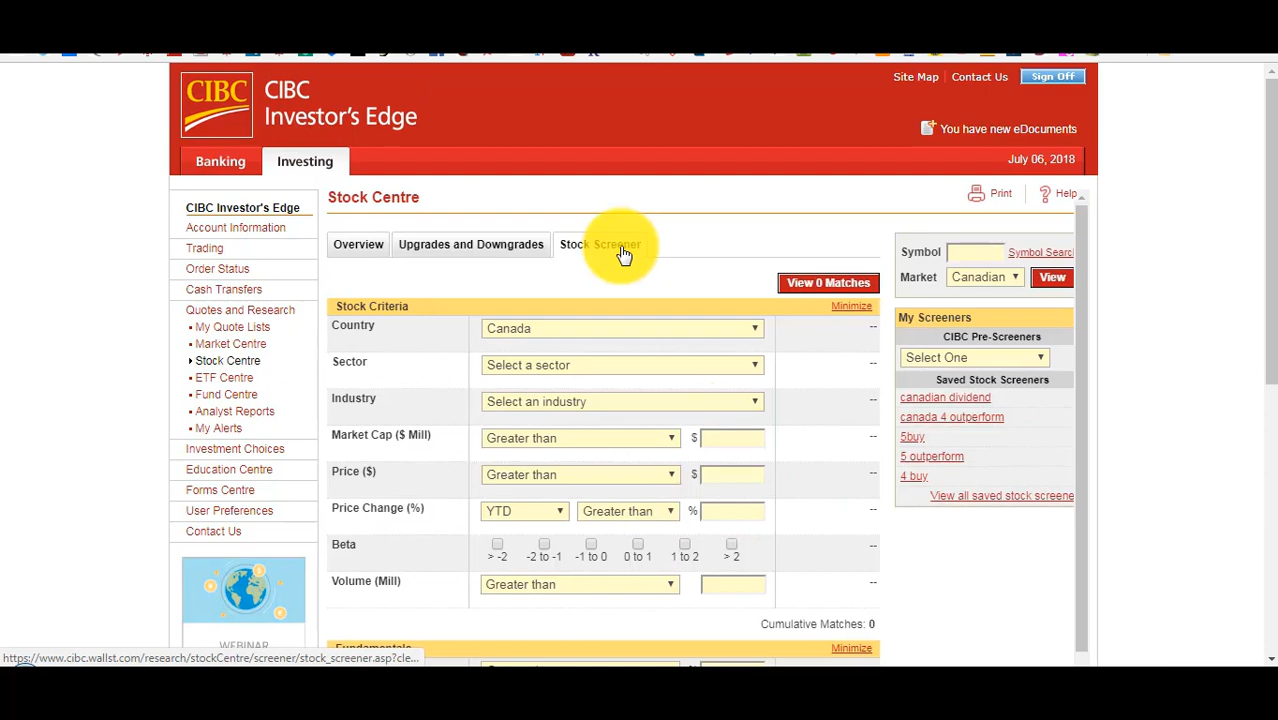 CIBC
CIBC
Investor's Edge
Site Map
Contact Us
Sign Off
You have new eDocuments
Banking
Investing
July 06, 2018
CIBC Investor's Edge
Account Information
Trading
Order Status
Cash Transfers
Quotes and Research
My Quote Lists
Market Centre
Stock Centre
ETF Centre
Fund Centre
Analyst Reports
My Alerts
Investment Choices
Education Centre
Forms Centre
User Preferences
Contact Us
WEBINAR
Stock Centre
Print
Help
Overview
Upgrades and Downgrades
Stock Screener
View 0 Matches
Stock Criteria
Minimize
Country
Canada
--
Sector
Select a sector
--
Industry
Select an industry
--
Market Cap ($ Mill)
Greater than
$
--
Price ($)
Greater than
$
--
Price Change (%)
YTD
Greater than
%
--
Beta
> -2
-2 to -1
-1 to 0
0 to 1
1 to 2
> 2
--
Volume (Mill)
Greater than
--
Cumulative Matches: 0
Fundamentals
Minimize
Symbol
Symbol Searc
Market
Canadian
View
My Screeners
CIBC Pre-Screeners
Select One
Saved Stock Screeners
canadian dividend
canada 4 outperform
5buy
5 outperform
4 buy
View all saved stock screene
https://www.cibc.wallst.com/research/stockCentre/screener/stock_screener.asp?cle...